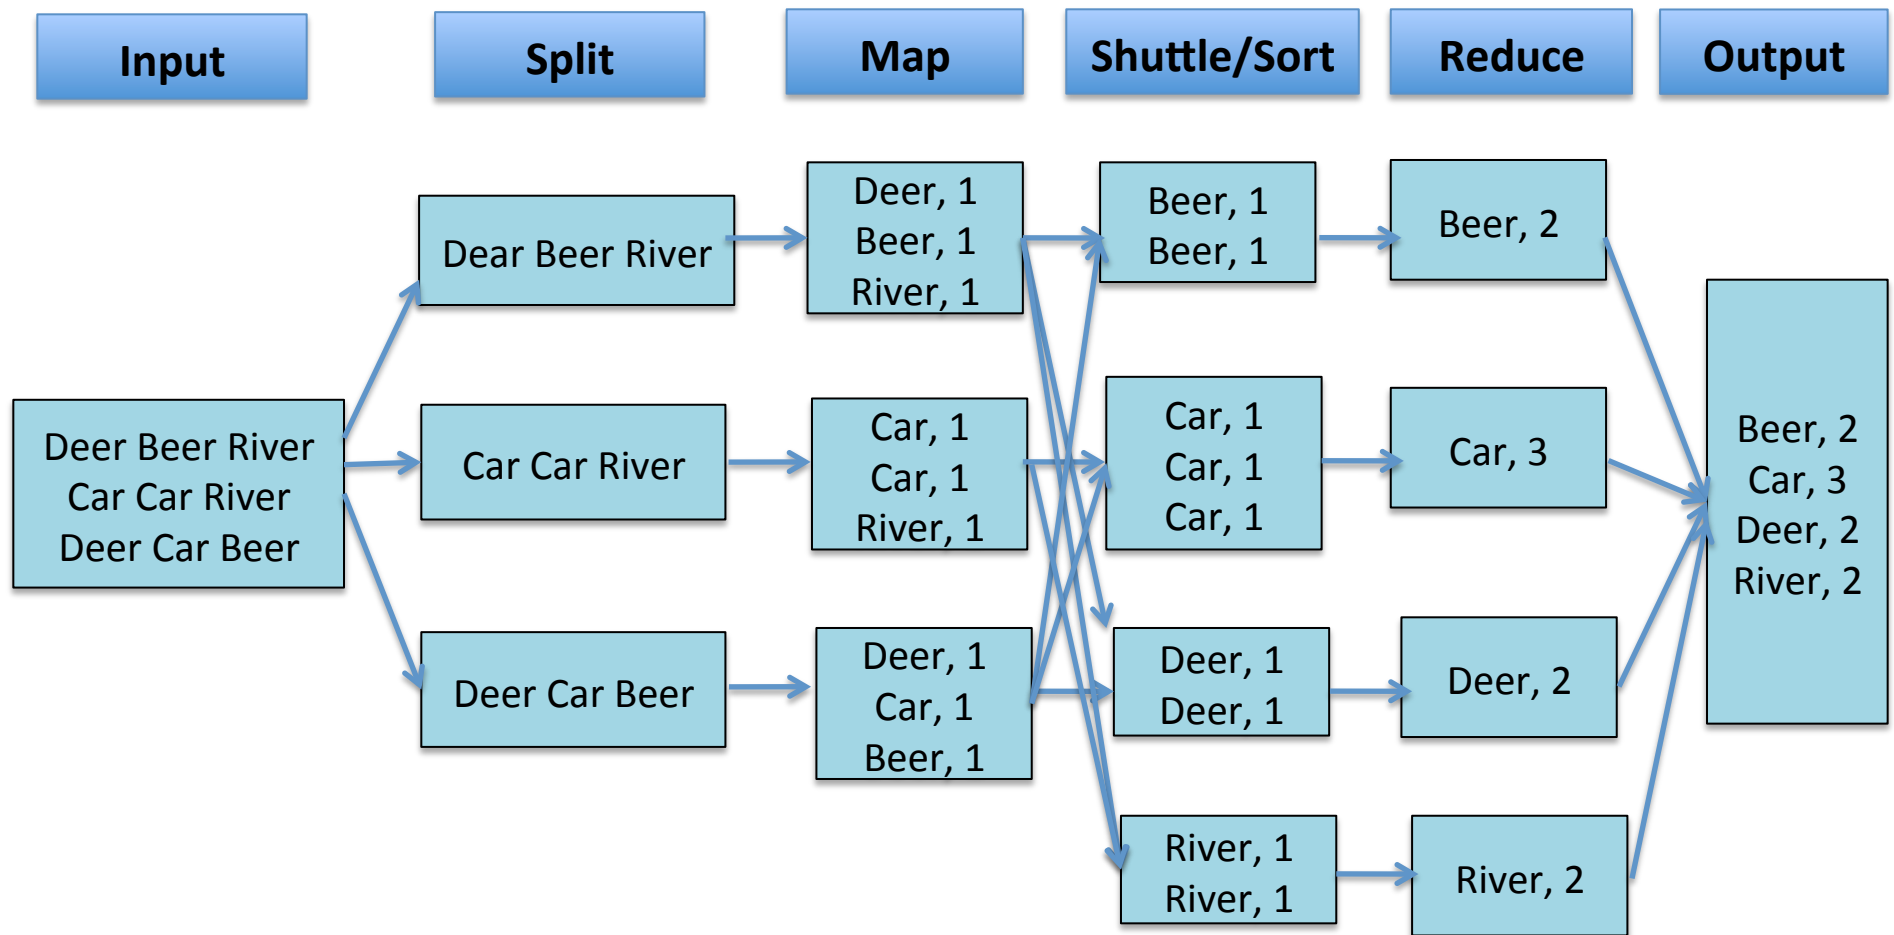 Input
Split
Map
Shuttle/Sort
Reduce
Output
Deer Beer River
Car Car River
Deer Car Beer
Dear Beer River
Car Car River
Deer Car Beer
Deer, 1
Beer, 1
River, 1
Car, 1
Car, 1
River, 1
Deer, 1
Car, 1
Beer, 1
Beer, 1
Beer, 1
Car, 1
Car, 1
Car, 1
Deer, 1
Deer, 1
River, 1
River, 1
Beer, 2
Car, 3
Deer, 2
River, 2
Beer, 2
Car, 3
Deer, 2
River, 2